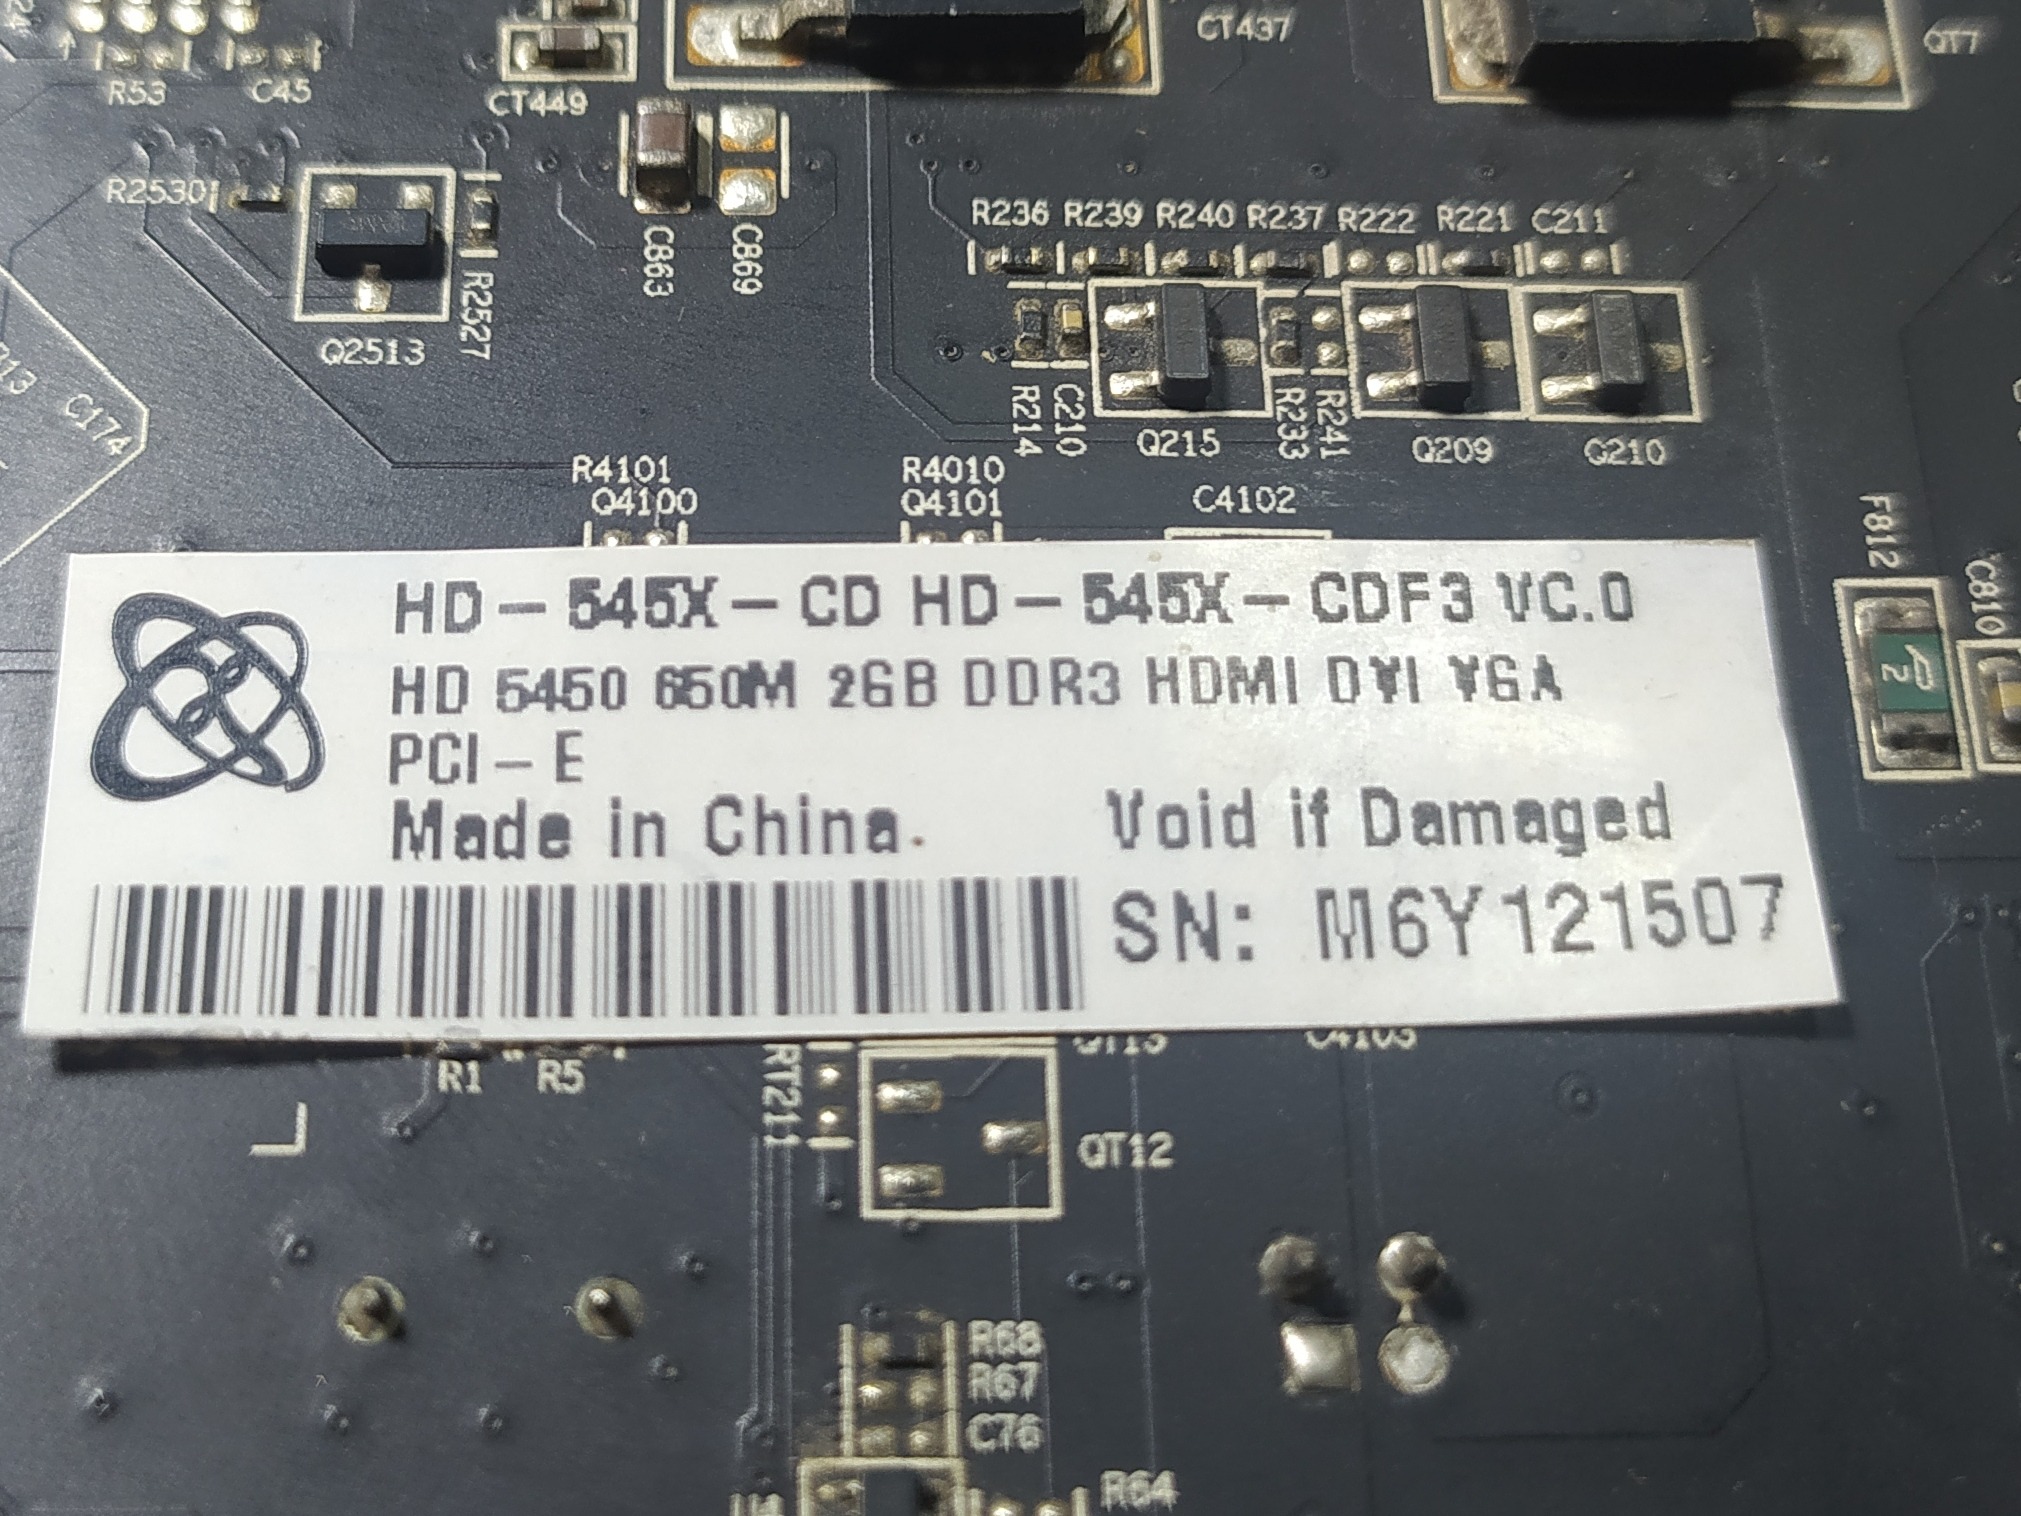 R53
C45
CT449
CT437
QT7
R2530
C863
C869
R2527
Q2513
R236 R239 R240 R237 R222 R221 C211
R214
C210
Q215
R233
R241
Q209
Q210
C174
R4101
Q4100
R4010
Q4101
C4102
F812
C810
HD-545X-CD HD-545X-CDF3 VC.0
HD 5450 650M 2GB DDR3 HDMI DVI VGA
PCI-E
Made in China. Void if Damaged
SN: M6Y121507
R1
R5
RT211
QT13
C4103
QT12
R68
R67
C76
R64